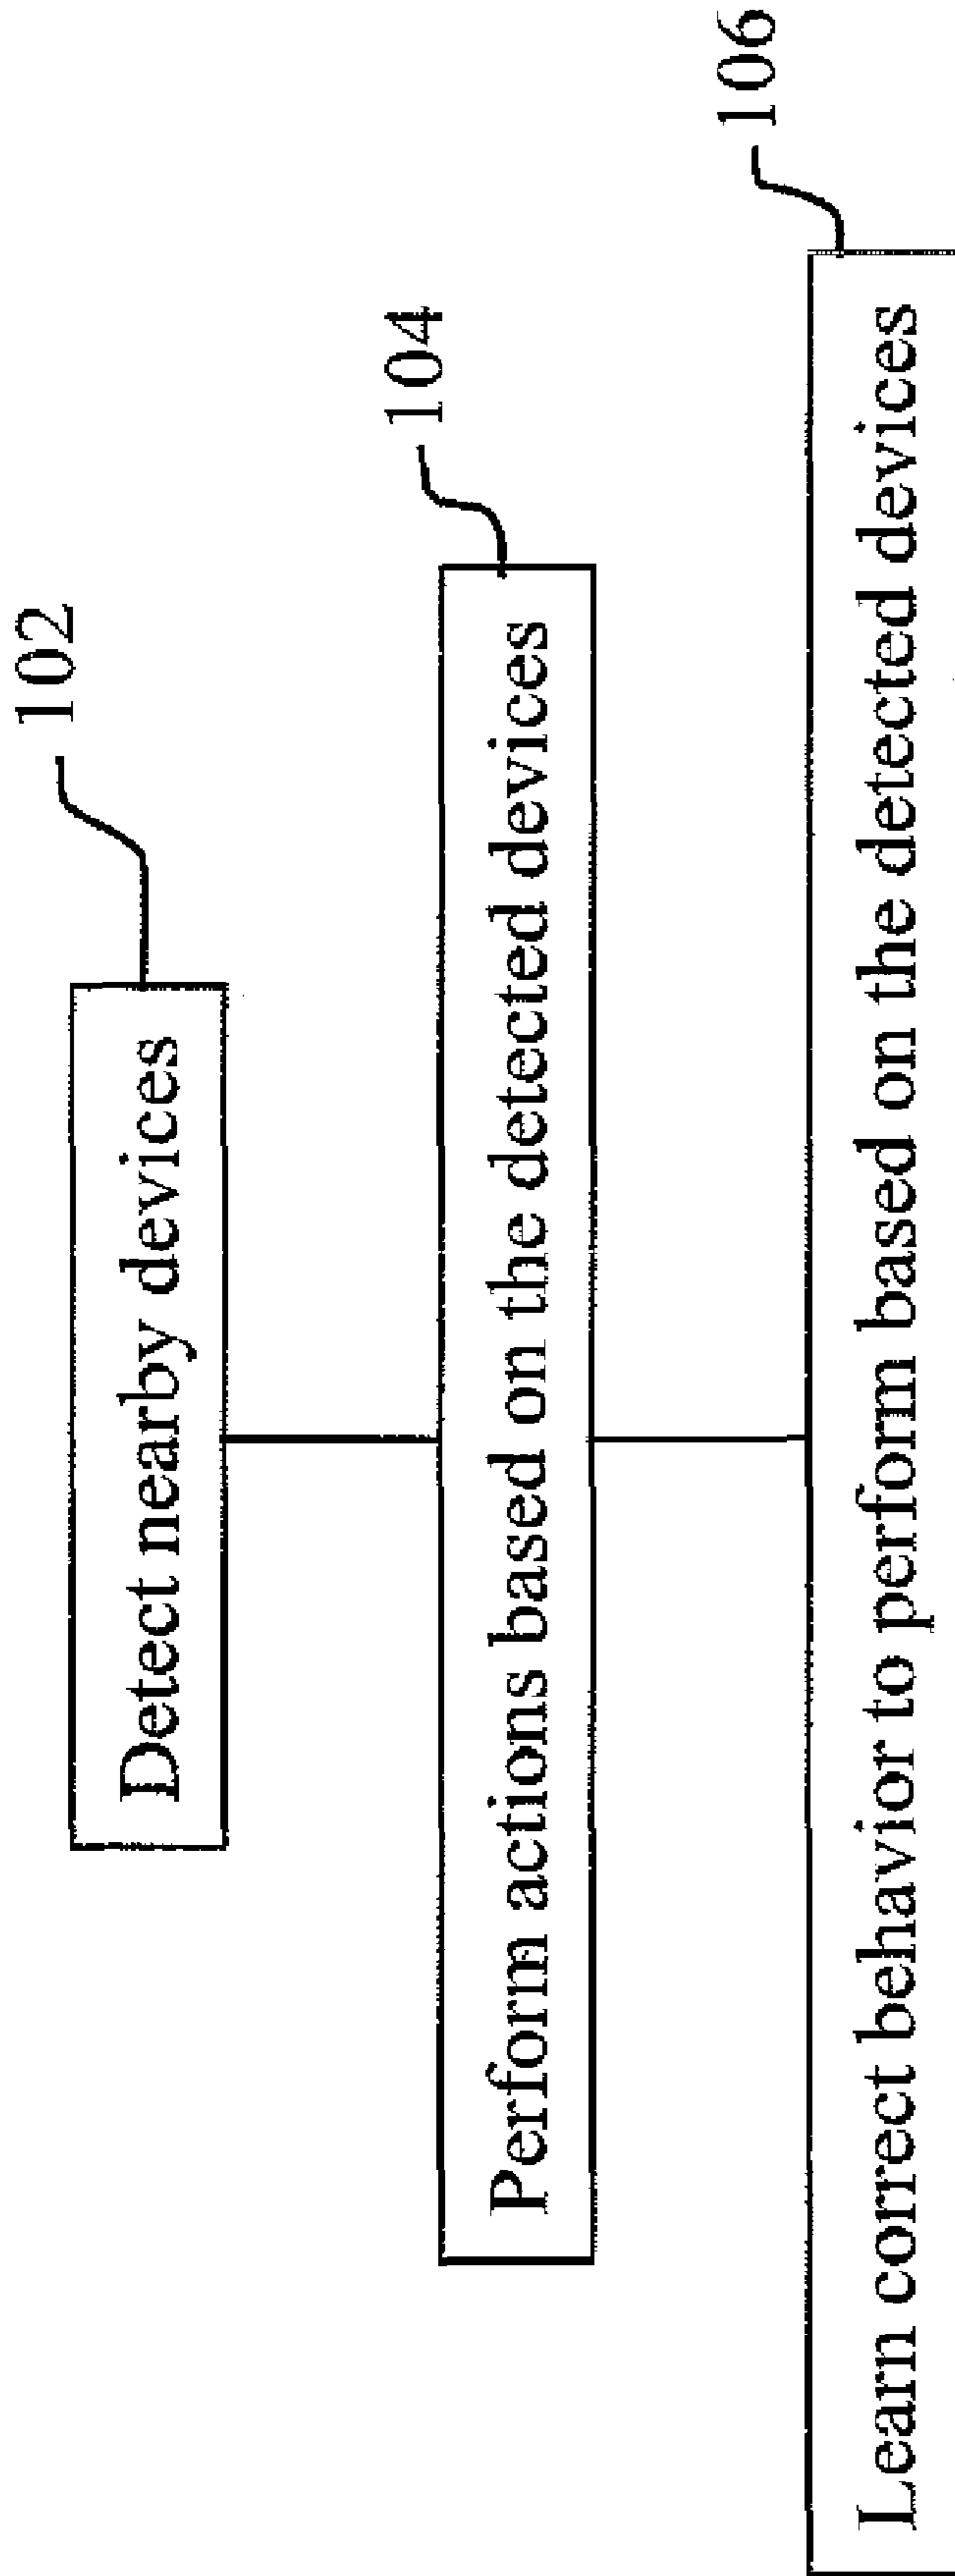 102
Detect nearby devices
104
Perform actions based on the detected devices
106
Learn correct behavior to perform based on the detected devices